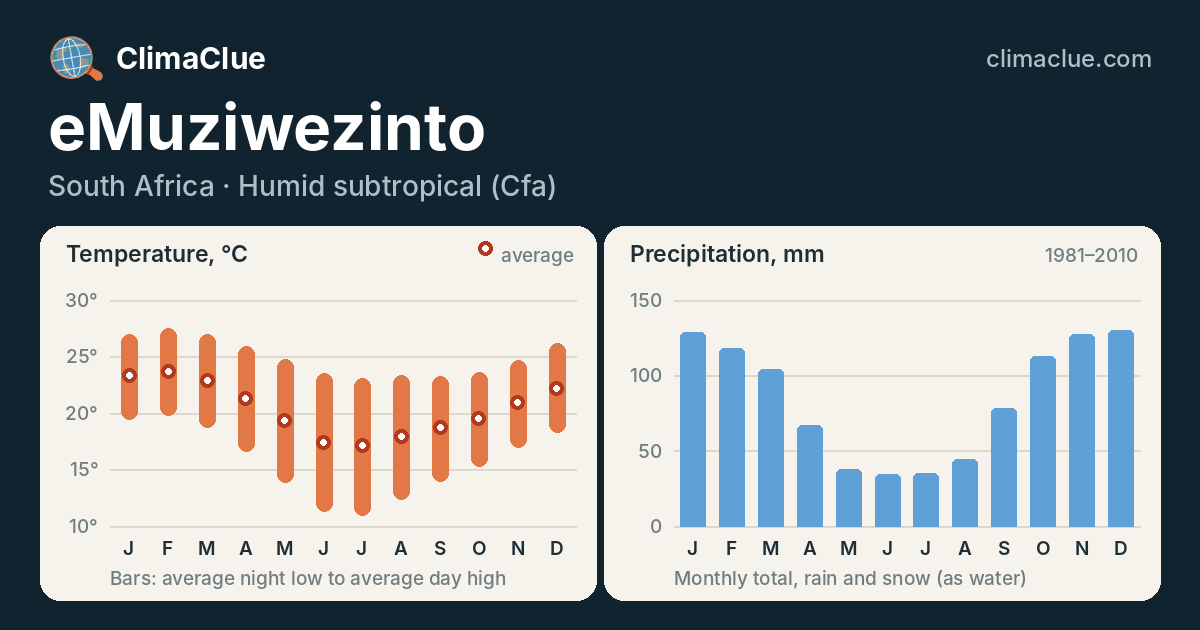 ClimaClue
climaclue.com
eMuziwezinto
South Africa · Humid subtropical (Cfa)
Temperature, °C
average
30°
25°
20°
15°
10°
J F M A M J J A S O N D
Bars: average night low to average day high
Precipitation, mm
1981–2010
150
100
50
0
J F M A M J J A S O N D
Monthly total, rain and snow (as water)